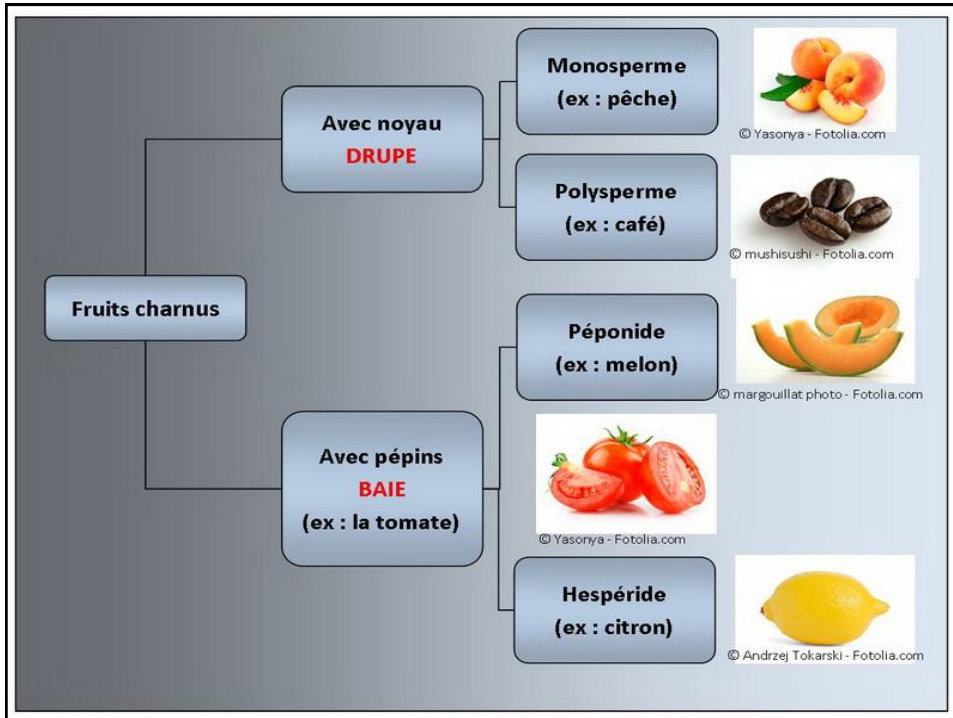 Monosperme
(ex : pêche)
© Yasonya - Fotolia.com
Avec noyau
DRUPE
Polysperme
(ex : café)
© mushisushi - Fotolia.com
Fruits charnus
Péponide
(ex : melon)
© margouillat photo - Fotolia.com
Avec pépins
BAIE
(ex : la tomate)
© Yasonya - Fotolia.com
Hespéride
(ex : citron)
© Andrzej Tokarski - Fotolia.com